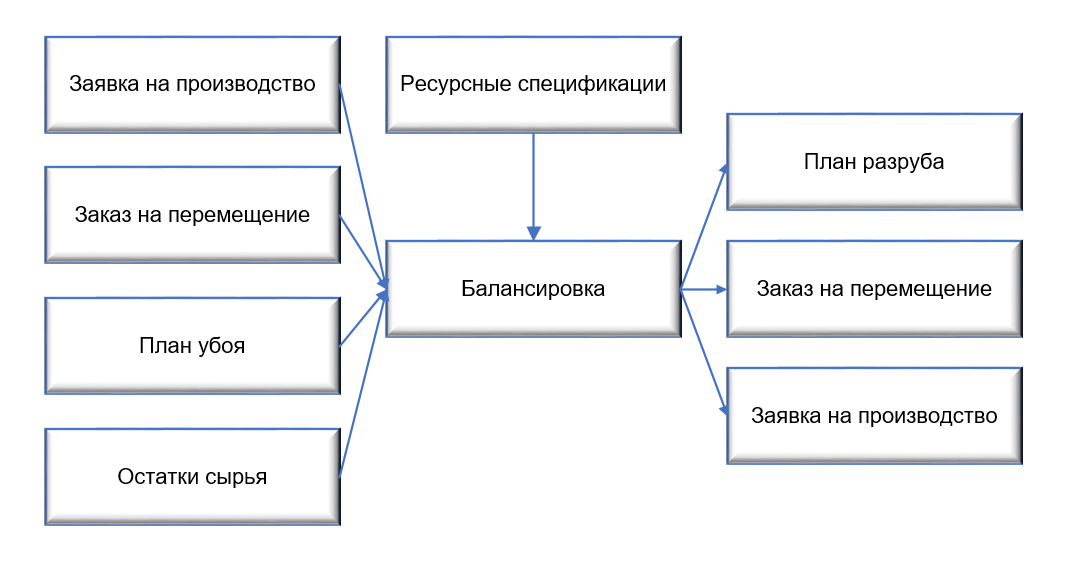 Заявка на производство
Заказ на перемещение
План убоя
Остатки сырья
Ресурсные спецификации
Балансировка
План разруба
Заказ на перемещение
Заявка на производство